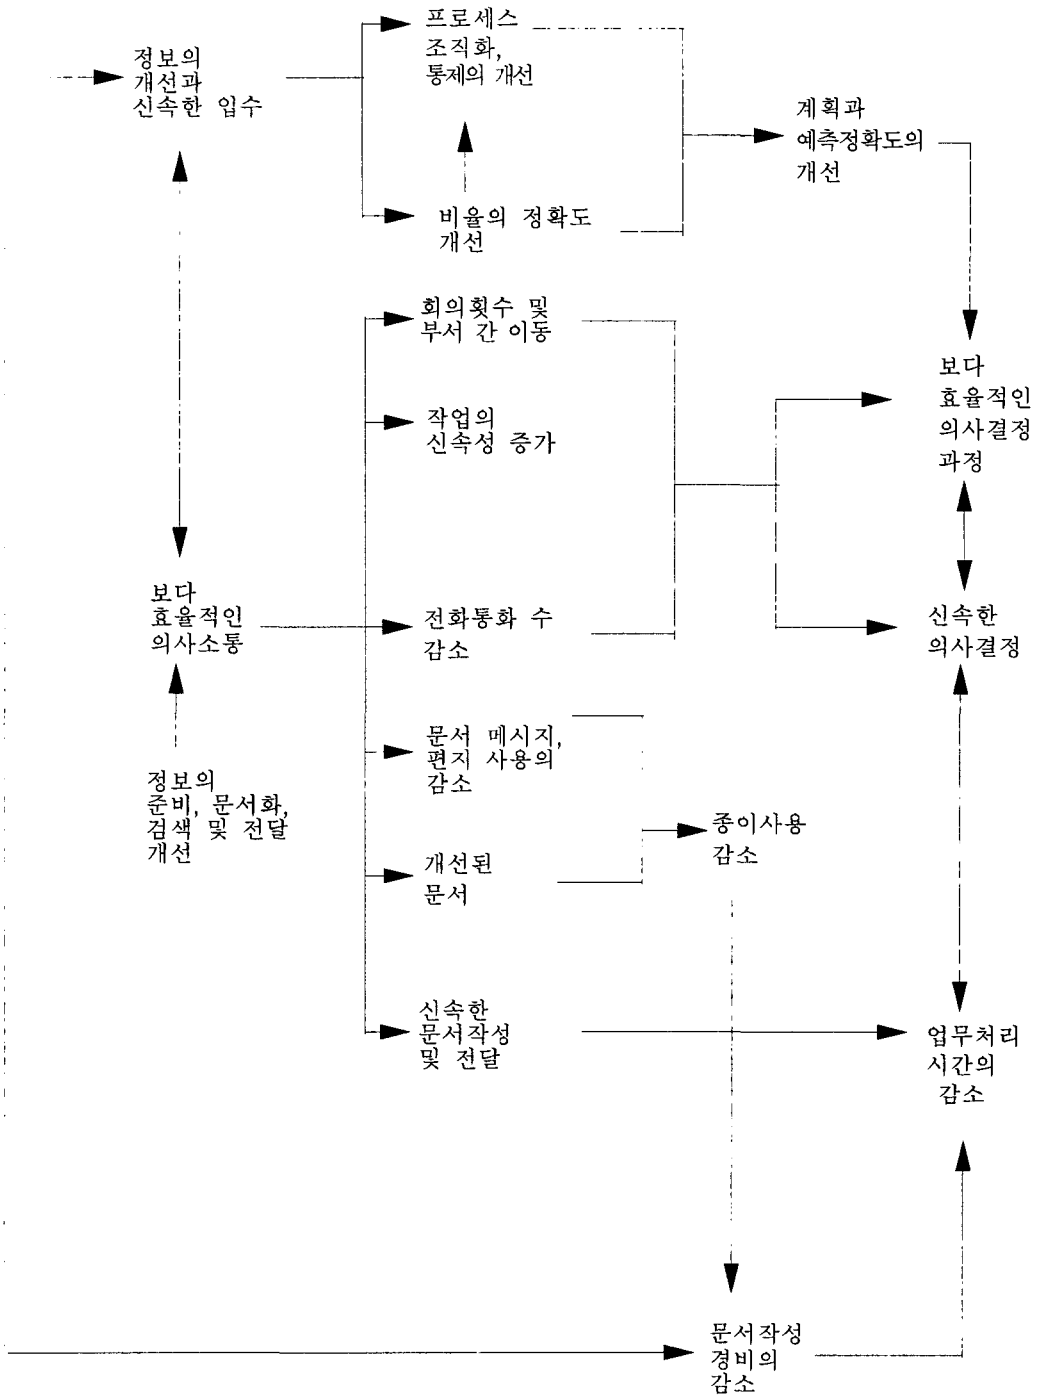 프로세스
조직화,
통제의 개선
정보의
개선과
신속한 입수
계획과
예측정확도의
개선
비율의 정확도
개선
회의횟수 및
부서 간 이동
보다
효율적인
의사결정
과정
작업의
신속성 증가
보다
효율적인
의사소통
전화통화 수
감소
신속한
의사결정
문서 메시지,
편지 사용의
감소
정보의
준비, 문서화,
검색 및 전달
개선
종이사용
감소
개선된
문서
신속한
문서작성
및 전달
업무처리
시간의
감소
문서작성
경비의
감소